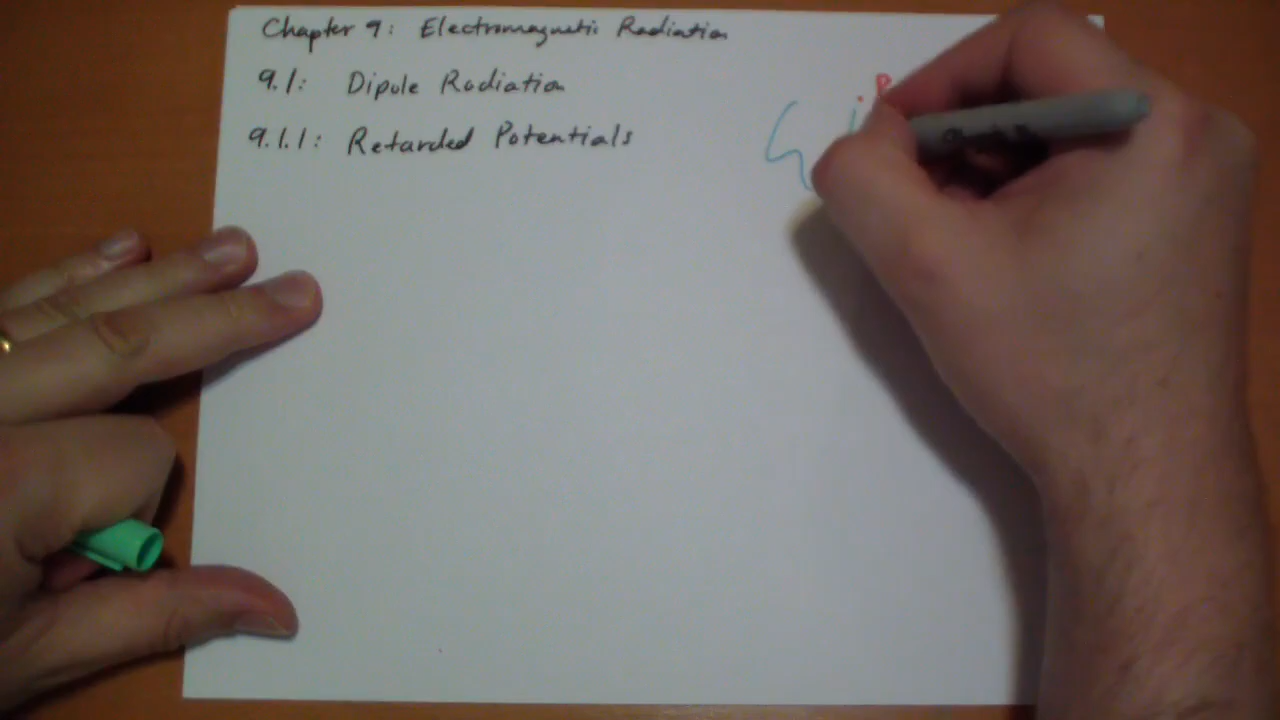 Chapter 9: Electromagnetic Radiation
9.1: Dipole Radiation
9.1.1: Retarded Potentials
P